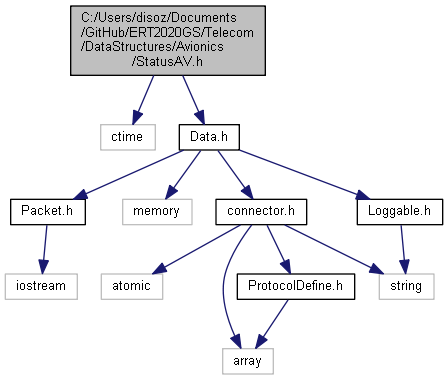 C:/Users/disoz/Documents
/GitHub/ERT2020GS/Telecom
/DataStructures/Avionics
/StatusAV.h
ctime
Data.h
Packet.h
memory
connector.h
Loggable.h
iostream
atomic
ProtocolDefine.h
string
array